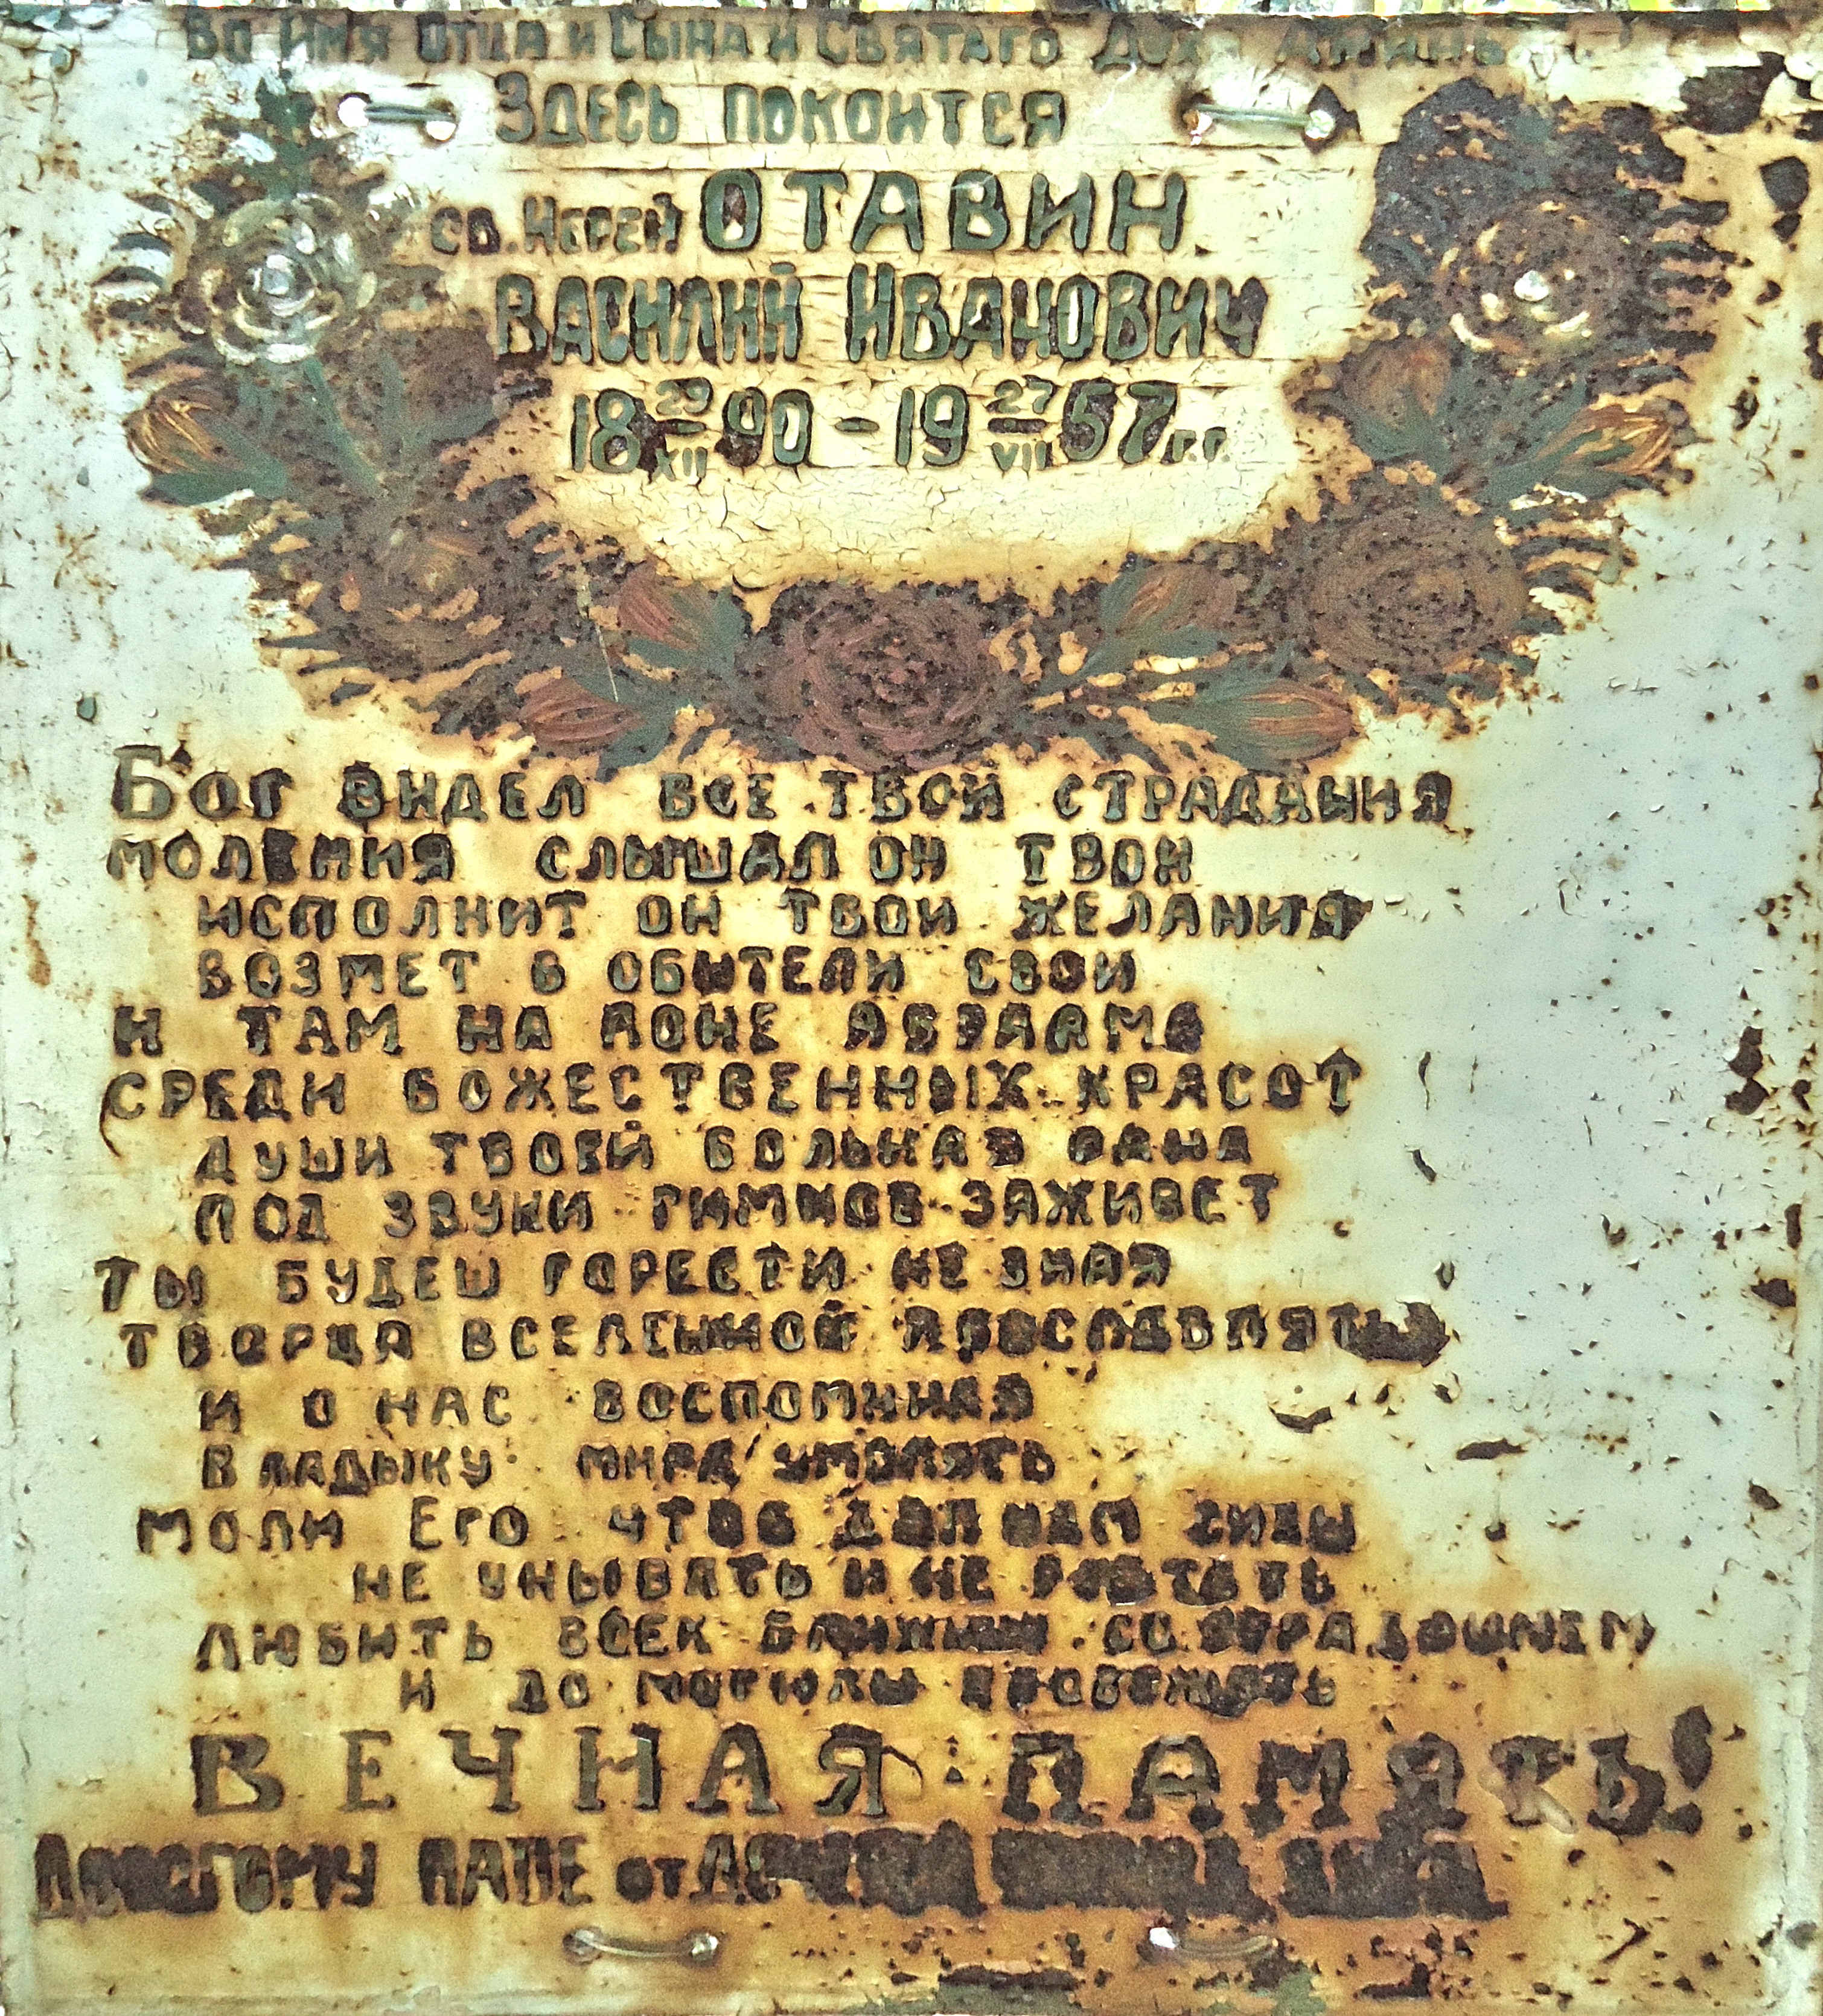 Во Имя Отца и Сына и Святаго Духа Аминь
Здесь покоится
св. Иерей ОТАВИН
ВАСИЛИЙ ИВАНОВИЧ
18 29/XII 90 – 19 27/VII 57 г.г.
Бог видел все твои страдания
моления слышал он твои
исполнит он твои желания
возмет в обители свои
и там на лоне Авраама
среди божественных красот
души твоей больная рана
под звуки гимнов заживет
Ты будеш горести не зная
творца вселенной прославлять
и о нас воспоминая
владыку мира умолять
моли Его чтоб дал нам силы
не унывать и не роптать
любить всех ближних со
и до могилы
ВЕЧНАЯ ПАМЯТЬ!
ПАПЕ от